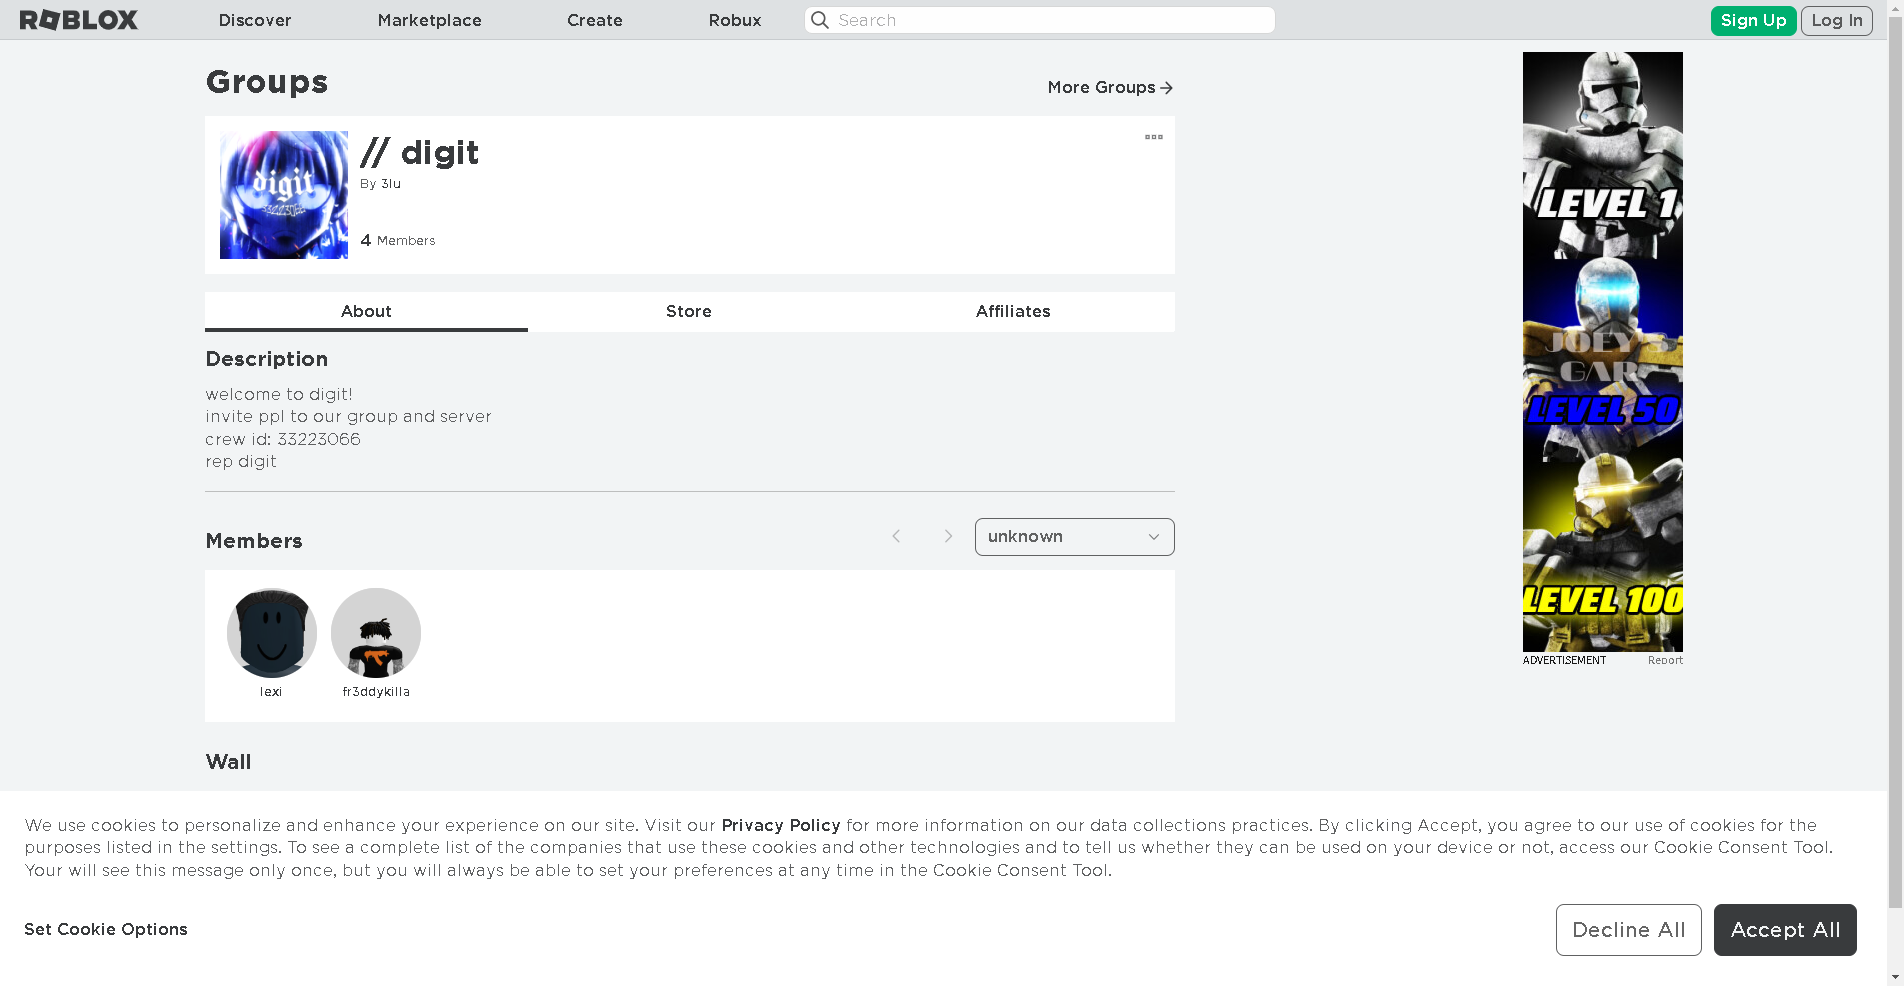 ROBLOX
Discover
Marketplace
Create
Robux
Search
Sign Up
Log In
Groups
More Groups
digit
33223066
// digit
By 3lu
4 Members
About
Store
Affiliates
Description
welcome to digit!
invite ppl to our group and server
crew id: 33223066
rep digit
Members
unknown
lexi
fr3ddykilla
Wall
LEVEL 1
JOEY'S
GAR
LEVEL 50
LEVEL 100
ADVERTISEMENT
Report
We use cookies to personalize and enhance your experience on our site. Visit our Privacy Policy for more information on our data collections practices. By clicking Accept, you agree to our use of cookies for the
purposes listed in the settings. To see a complete list of the companies that use these cookies and other technologies and to tell us whether they can be used on your device or not, access our Cookie Consent Tool.
Your will see this message only once, but you will always be able to set your preferences at any time in the Cookie Consent Tool.
Set Cookie Options
Decline All
Accept All